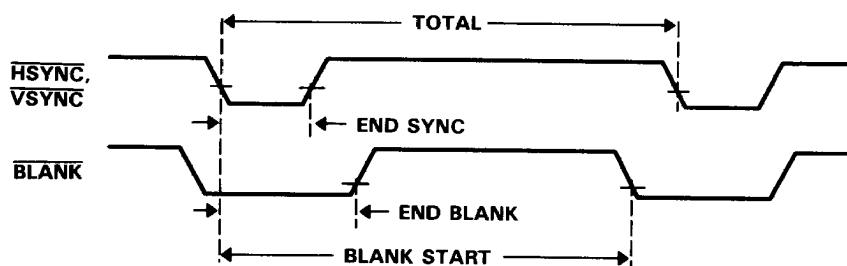 TOTAL
HSYNC,
VSYNC
END SYNC
BLANK
END BLANK
BLANK START